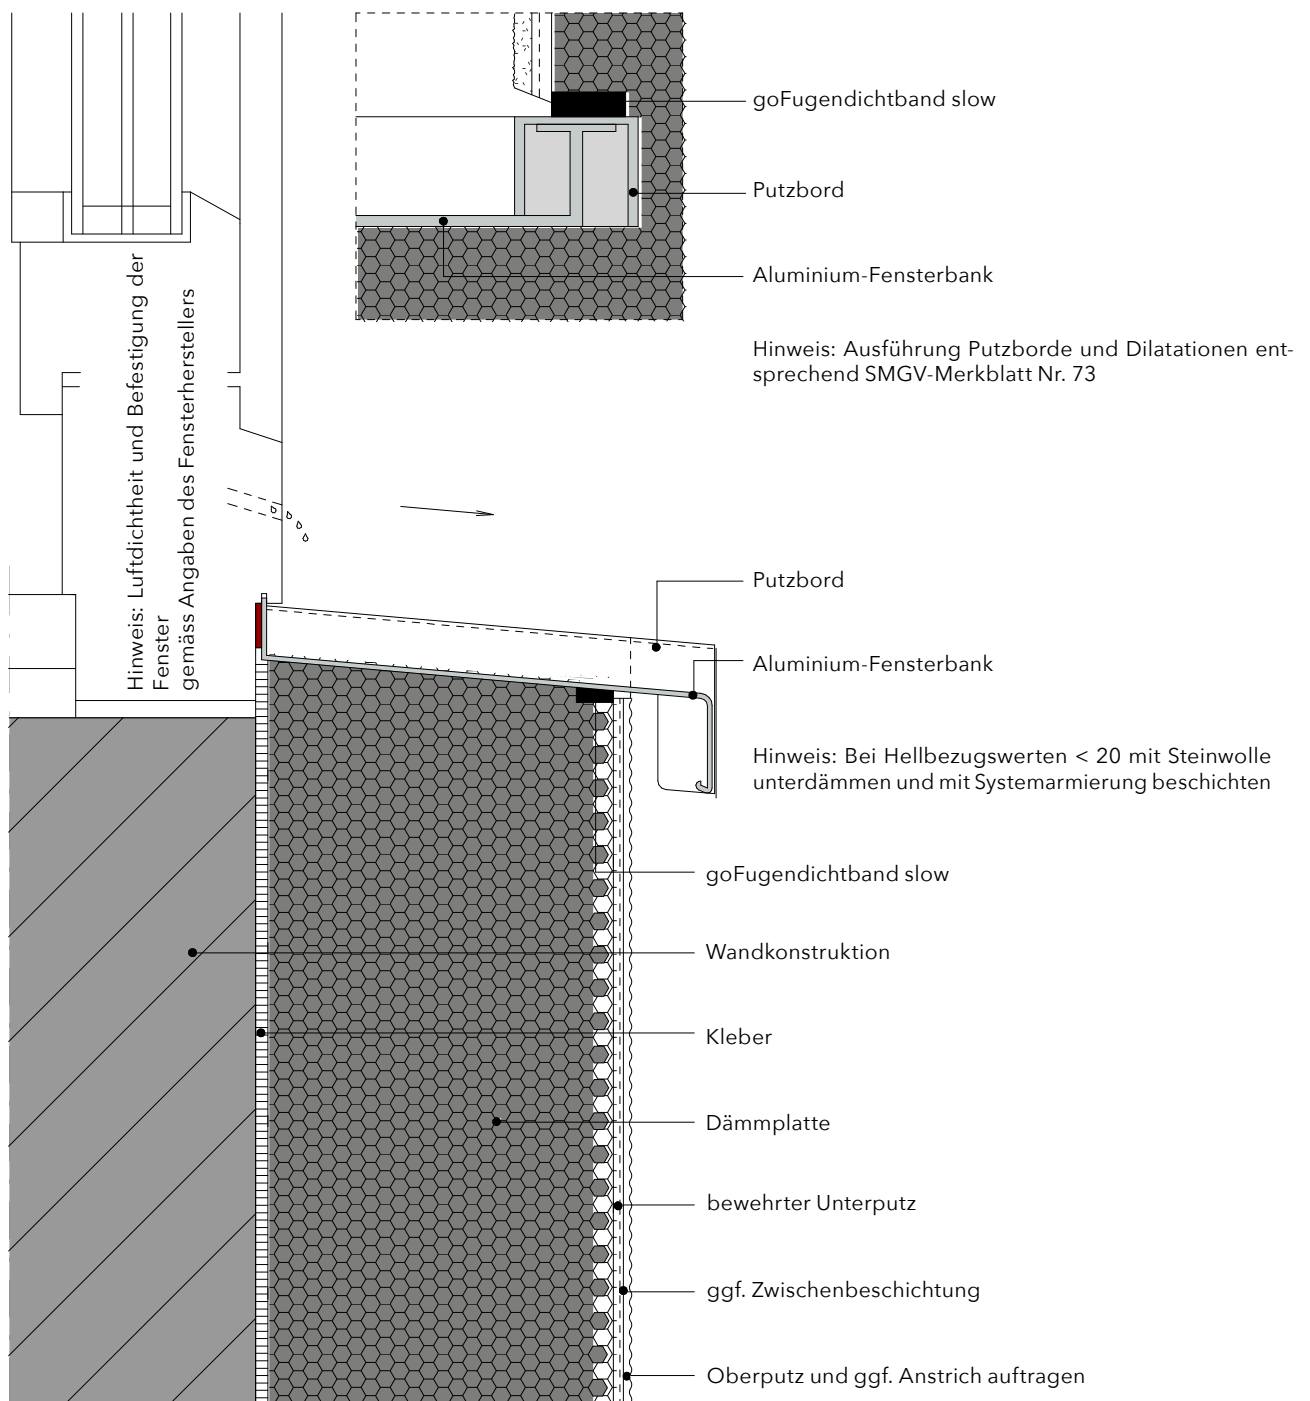 goFugendichtband slow
Putzbord
Aluminium-Fensterbank
Hinweis: Ausführung Putzborde und Dilatationen ent-
sprechend SMGV-Merkblatt Nr. 73
Hinweis: Luftdichtheit und Befestigung der
Fenster
gemäss Angaben des Fensterherstellers
Putzbord
Aluminium-Fensterbank
Hinweis: Bei Hellbezugswerten < 20 mit Steinwolle
unterdämmen und mit Systemarmierung beschichten
goFugendichtband slow
Wandkonstruktion
Kleber
Dämmplatte
bewehrter Unterputz
ggf. Zwischenbeschichtung
Oberputz und ggf. Anstrich auftragen